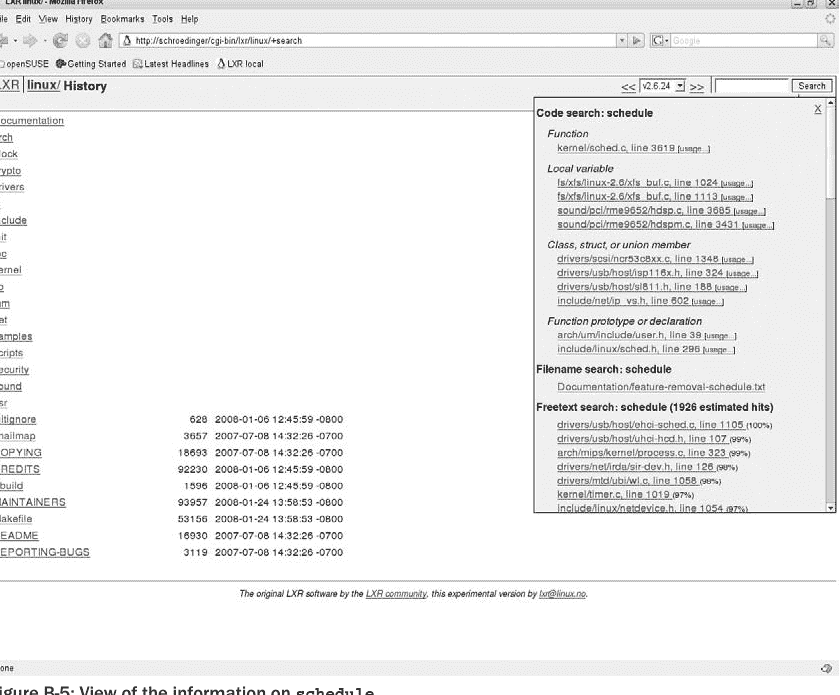 LXR linux/ - Mozilla Firefox
ile Edit View History Bookmarks Tools Help
http://schroedinger/cgi-bin/lxr/linux/+search
Google
openSUSE Getting Started Latest Headlines LXR local
LXR linux/ History
<< v2.6.24 >> Search
ocumentation
rch
lock
rypto
rivers
clude
it
c
ernel
m
et
amples
cripts
ecurity
ound
sr
itignore 628 2008-01-06 12:45:59 -0800
mailmap 3657 2007-07-08 14:32:26 -0700
OPYING 18693 2007-07-08 14:32:26 -0700
REDITS 92230 2008-01-06 12:45:59 -0800
build 1596 2008-01-06 12:45:59 -0800
AINTAINERS 93957 2008-01-24 13:58:53 -0800
akefile 53156 2008-01-24 13:58:53 -0800
EADME 16930 2007-07-08 14:32:26 -0700
EPORTING-BUGS 3119 2007-07-08 14:32:26 -0700
X
Code search: schedule
Function
kernel/sched.c, line 3619 [usage...]
Local variable
fs/xfs/linux-2.6/xfs_buf.c, line 1024 [usage...]
fs/xfs/linux-2.6/xfs_buf.c, line 1113 [usage...]
sound/pci/rme9652/hdsp.c, line 3685 [usage...]
sound/pci/rme9652/hdspm.c, line 3431 [usage...]
Class, struct, or union member
drivers/scsi/ncr53c8xx.c, line 1348 [usage...]
drivers/usb/host/isp116x.h, line 324 [usage...]
drivers/usb/host/sl811.h, line 188 [usage...]
include/net/ip_vs.h, line 602 [usage...]
Function prototype or declaration
arch/um/include/user.h, line 39 [usage...]
include/linux/sched.h, line 296 [usage...]
Filename search: schedule
Documentation/feature-removal-schedule.txt
Freetext search: schedule (1926 estimated hits)
drivers/usb/host/ehci-sched.c, line 1105 (100%)
drivers/usb/host/uhci-hcd.h, line 107 (99%)
arch/mips/kernel/process.c, line 323 (99%)
drivers/net/irda/sir-dev.h, line 126 (98%)
drivers/mtd/ubi/wl.c, line 1058 (98%)
kernel/timer.c, line 1019 (97%)
include/linux/netdevice.h, line 1054 (97%)
The original LXR software by the LXR community, this experimental version by lxr@linux.no.
one
igure B-5: View of the information on schedule